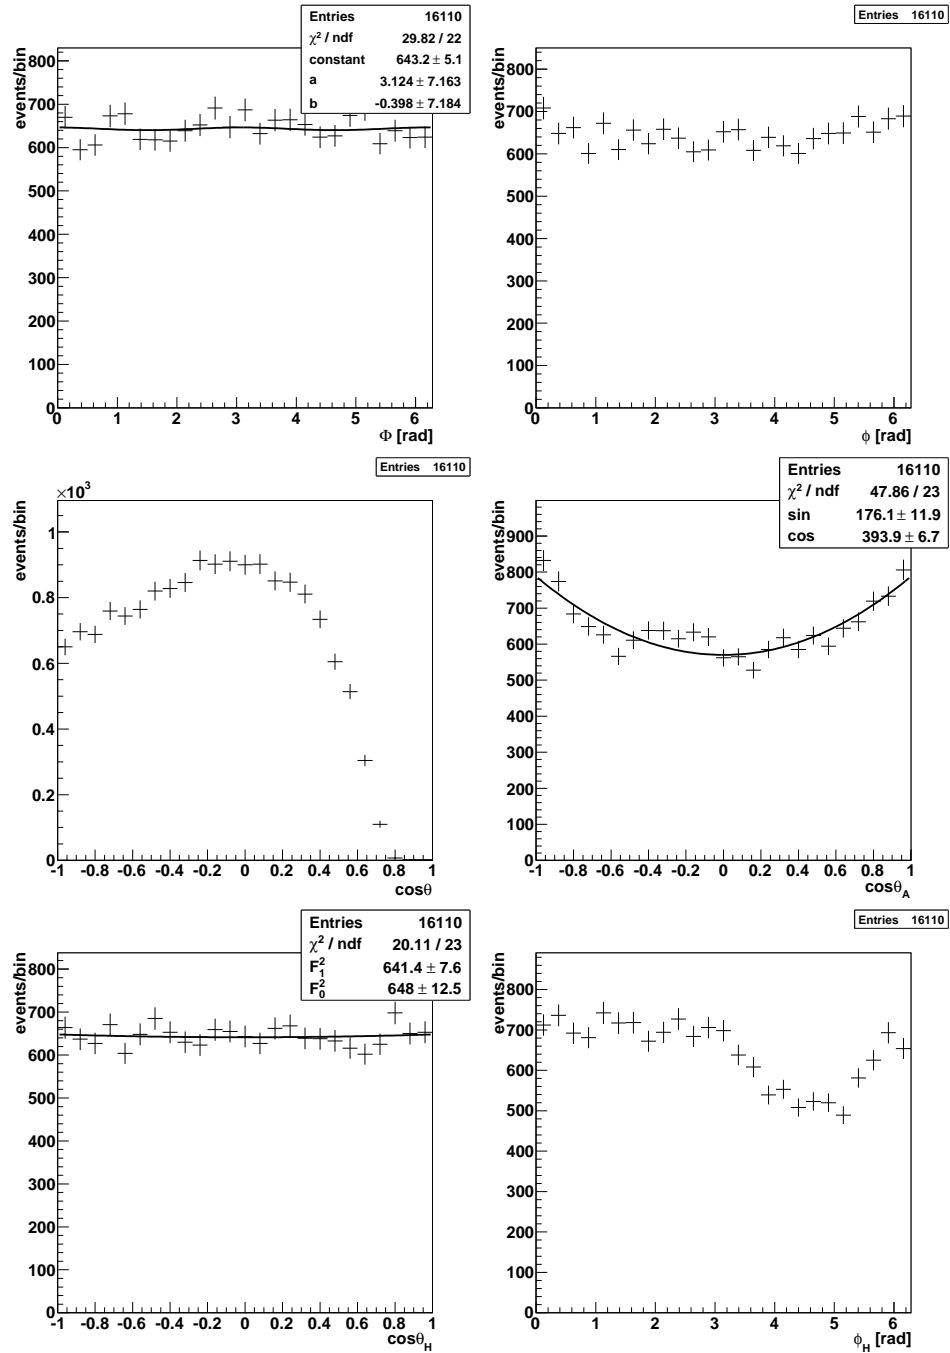 Entries 16110
χ² / ndf 29.82 / 22
constant 643.2 ± 5.1
a 3.124 ± 7.163
b -0.398 ± 7.184
events/bin
800
700
600
500
400
300
200
100
0
0 1 2 3 4 5 6
Φ [rad]
Entries 16110
events/bin
800
700
600
500
400
300
200
100
0
0 1 2 3 4 5 6
ϕ [rad]
Entries 16110
×10³
events/bin
1
0.8
0.6
0.4
0.2
0
-1 -0.8 -0.6 -0.4 -0.2 0 0.2 0.4 0.6 0.8 1
cosθ
Entries 16110
χ² / ndf 47.86 / 23
sin 176.1 ± 11.9
cos 393.9 ± 6.7
events/bin
900
800
700
600
500
400
300
200
100
0
-1 -0.8 -0.6 -0.4 -0.2 0 0.2 0.4 0.6 0.8 1
cosθ_A
Entries 16110
χ² / ndf 20.11 / 23
F₁² 641.4 ± 7.6
F₀² 648 ± 12.5
events/bin
800
700
600
500
400
300
200
100
0
-1 -0.8 -0.6 -0.4 -0.2 0 0.2 0.4 0.6 0.8 1
cosθ_H
Entries 16110
events/bin
800
700
600
500
400
300
200
100
0
0 1 2 3 4 5 6
ϕ_H [rad]